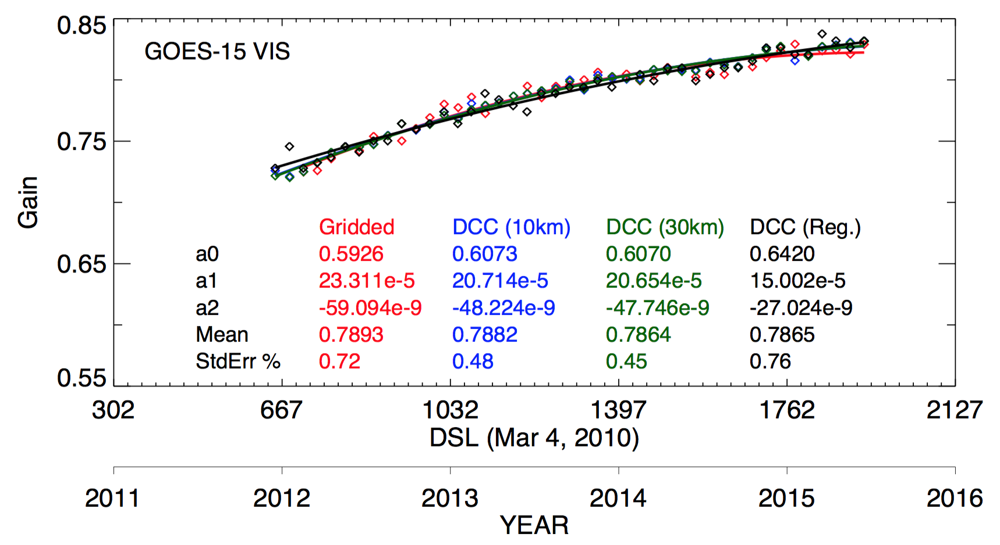 0.85
GOES-15 VIS
0.75
Gain
0.65
0.55
Gridded DCC (10km) DCC (30km) DCC (Reg.)
a0 0.5926 0.6073 0.6070 0.6420
a1 23.311e-5 20.714e-5 20.654e-5 15.002e-5
a2 -59.094e-9 -48.224e-9 -47.746e-9 -27.024e-9
Mean 0.7893 0.7882 0.7864 0.7865
StdErr % 0.72 0.48 0.45 0.76
302 667 1032 1397 1762 2127
DSL (Mar 4, 2010)
2011 2012 2013 2014 2015 2016
YEAR